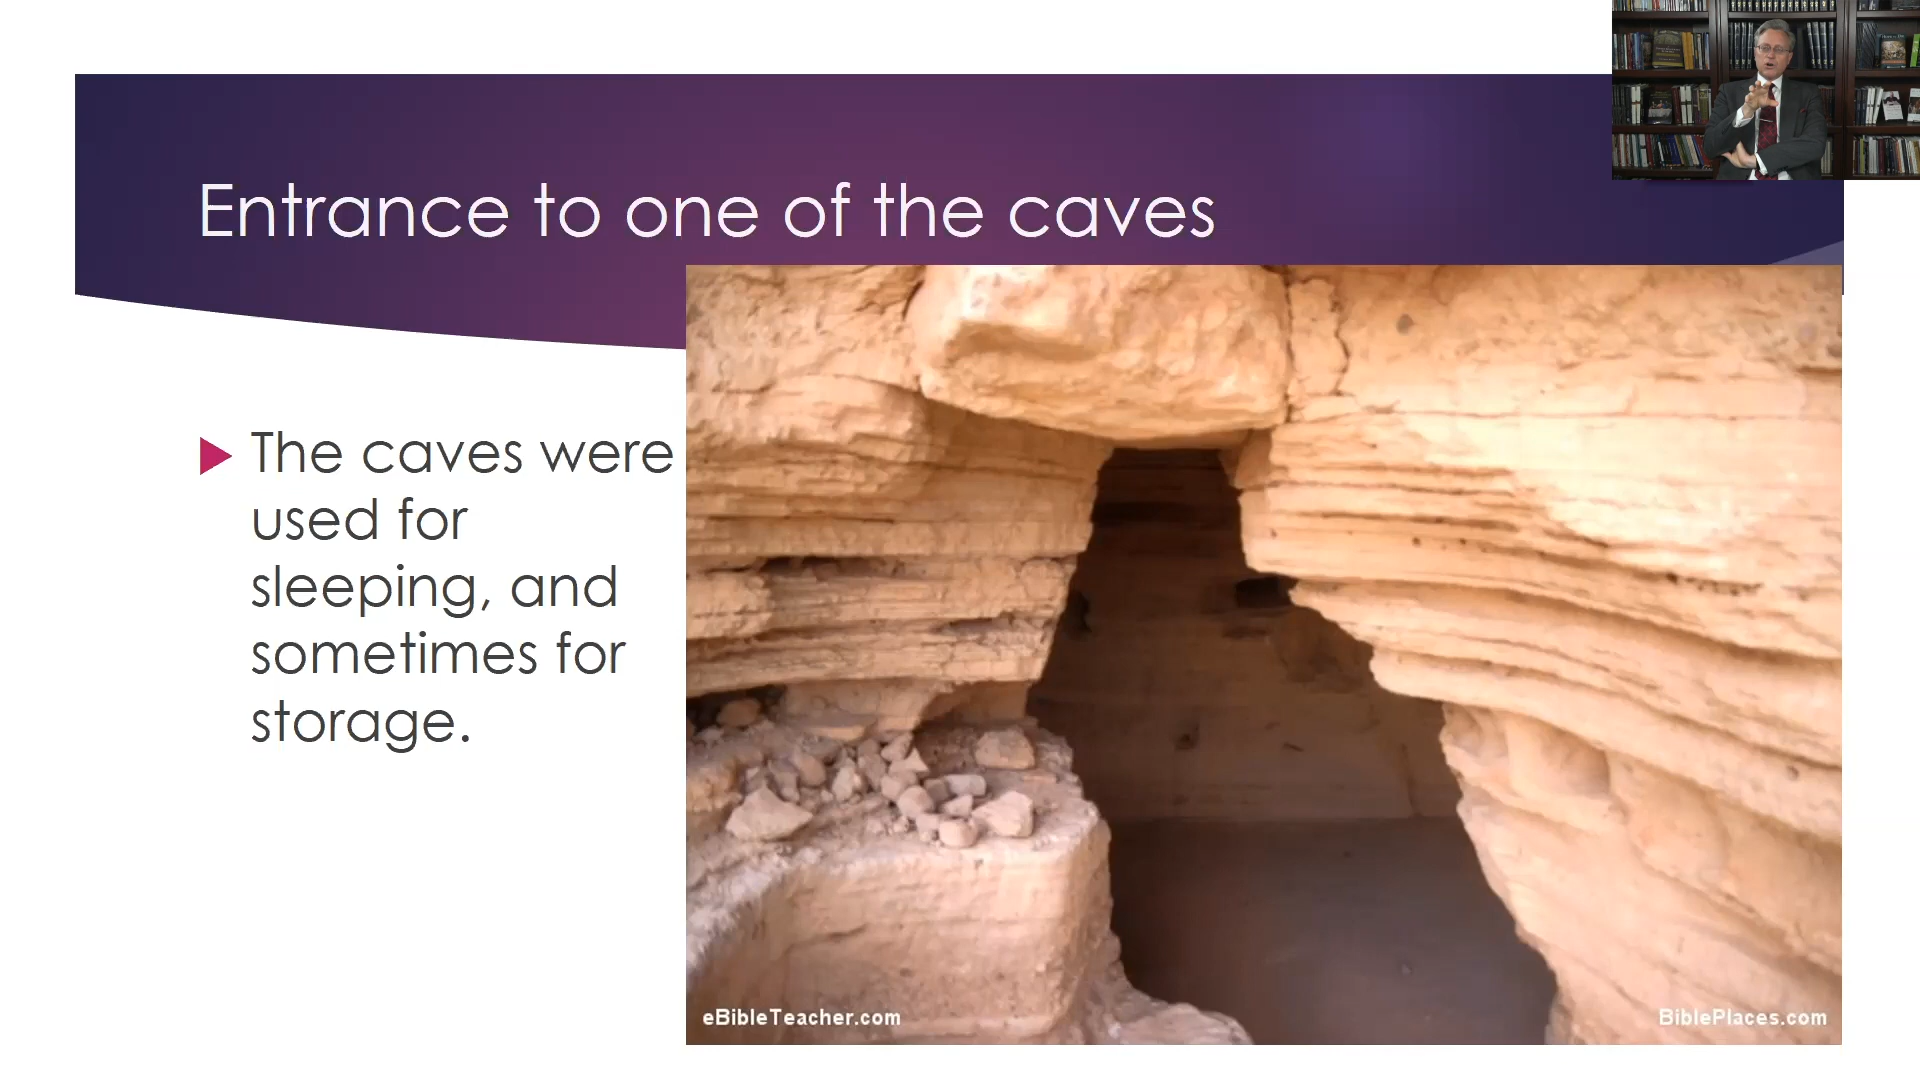 Entrance to one of the caves
The caves were
used for
sleeping, and
sometimes for
storage.
eBibleTeacher.com
BiblePlaces.com